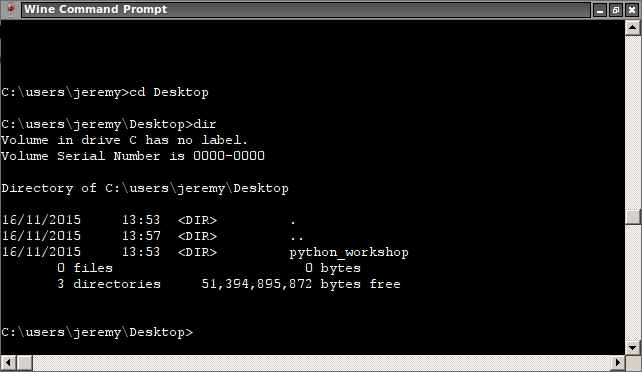 Wine Command Prompt
C:\users\jeremy>cd Desktop
C:\users\jeremy\Desktop>dir
Volume in drive C has no label.
Volume Serial Number is 0000-0000
Directory of C:\users\jeremy\Desktop
16/11/2015     13:53  <DIR>         .
16/11/2015     13:57  <DIR>         ..
16/11/2015     13:53  <DIR>         python_workshop
       0 files                        0 bytes
       3 directories     51,394,895,872 bytes free
C:\users\jeremy\Desktop>